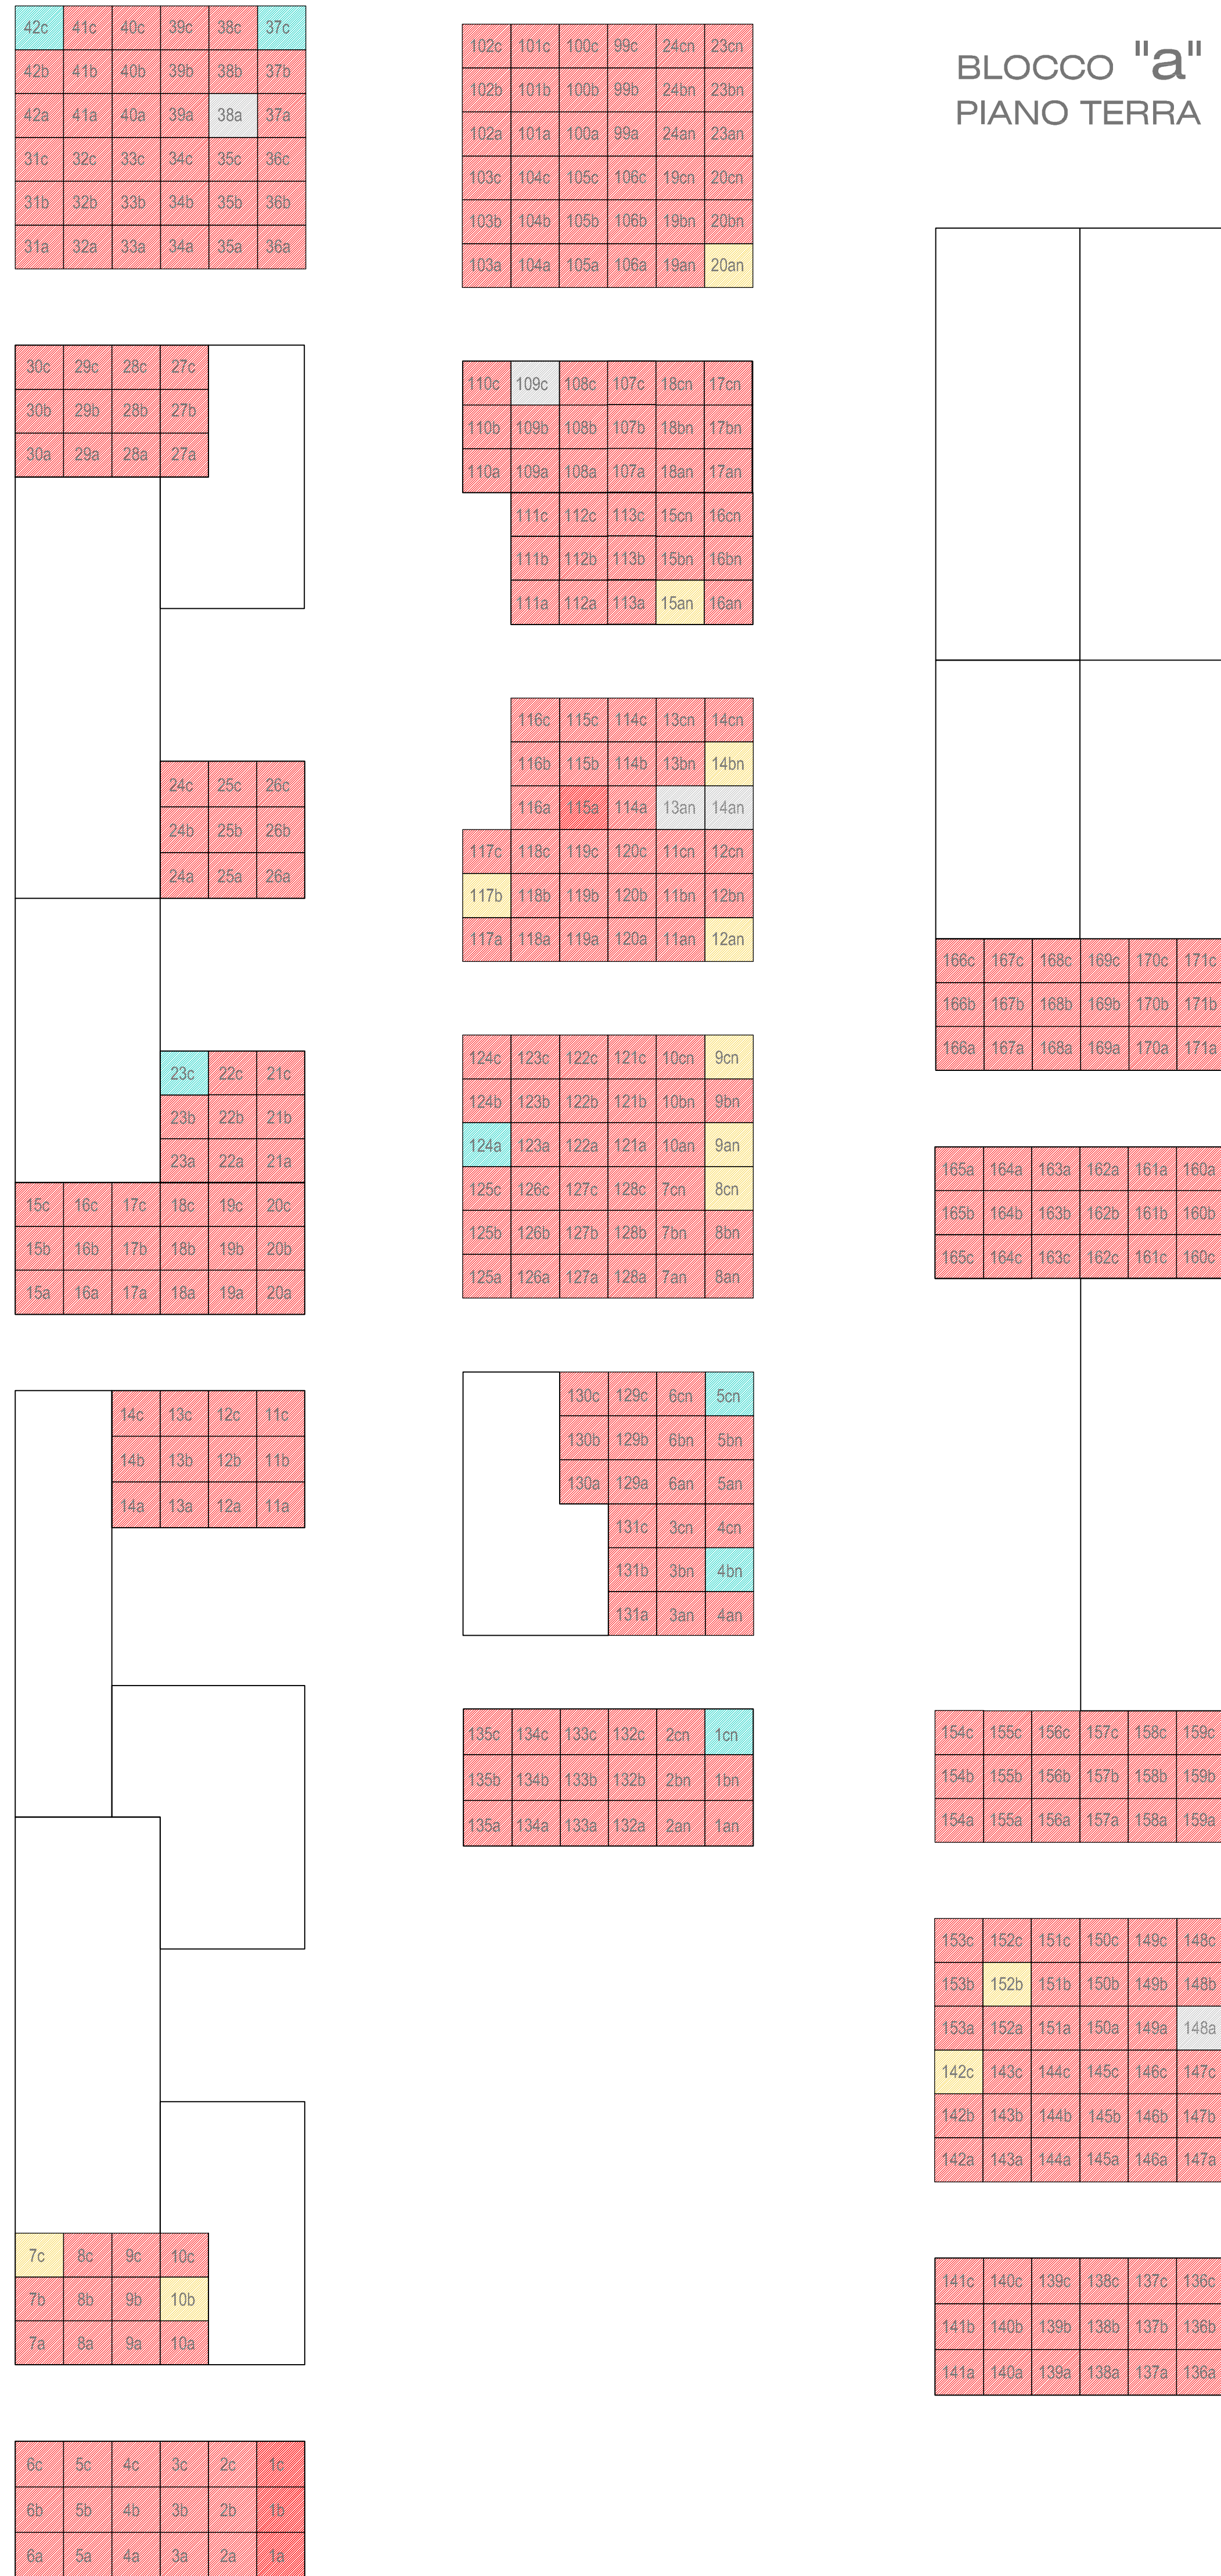 BLOCCO "a"
PIANO TERRA
42c 41c 40c 39c 38c 37c
42b 41b 40b 39b 38b 37b
42a 41a 40a 39a 38a 37a
31c 32c 33c 34c 35c 36c
31b 32b 33b 34b 35b 36b
31a 32a 33a 34a 35a 36a
30c 29c 28c 27c
30b 29b 28b 27b
30a 29a 28a 27a
24c 25c 26c
24b 25b 26b
24a 25a 26a
23c 22c 21c
23b 22b 21b
23a 22a 21a
15c 16c 17c 18c 19c 20c
15b 16b 17b 18b 19b 20b
15a 16a 17a 18a 19a 20a
14c 13c 12c 11c
14b 13b 12b 11b
14a 13a 12a 11a
7c 8c 9c 10c
7b 8b 9b 10b
7a 8a 9a 10a
6c 5c 4c 3c 2c 1c
6b 5b 4b 3b 2b 1b
6a 5a 4a 3a 2a 1a
102c 101c 100c 99c 24cn 23cn
102b 101b 100b 99b 24bn 23bn
102a 101a 100a 99a 24an 23an
103c 104c 105c 106c 19cn 20cn
103b 104b 105b 106b 19bn 20bn
103a 104a 105a 106a 19an 20an
110c 109c 108c 107c 18cn 17cn
110b 109b 108b 107b 18bn 17bn
110a 109a 108a 107a 18an 17an
111c 112c 113c 15cn 16cn
111b 112b 113b 15bn 16bn
111a 112a 113a 15an 16an
116c 115c 114c 13cn 14cn
116b 115b 114b 13bn 14bn
116a 115a 114a 13an 14an
117c 118c 119c 120c 11cn 12cn
117b 118b 119b 120b 11bn 12bn
117a 118a 119a 120a 11an 12an
124c 123c 122c 121c 10cn 9cn
124b 123b 122b 121b 10bn 9bn
124a 123a 122a 121a 10an 9an
125c 126c 127c 128c 7cn 8cn
125b 126b 127b 128b 7bn 8bn
125a 126a 127a 128a 7an 8an
130c 129c 6cn 5cn
130b 129b 6bn 5bn
130a 129a 6an 5an
131c 3cn 4cn
131b 3bn 4bn
131a 3an 4an
135c 134c 133c 132c 2cn 1cn
135b 134b 133b 132b 2bn 1bn
135a 134a 133a 132a 2an 1an
166c 167c 168c 169c 170c 171c
166b 167b 168b 169b 170b 171b
166a 167a 168a 169a 170a 171a
165a 164a 163a 162a 161a 160a
165b 164b 163b 162b 161b 160b
165c 164c 163c 162c 161c 160c
154c 155c 156c 157c 158c 159c
154b 155b 156b 157b 158b 159b
154a 155a 156a 157a 158a 159a
153c 152c 151c 150c 149c 148c
153b 152b 151b 150b 149b 148b
153a 152a 151a 150a 149a 148a
142c 143c 144c 145c 146c 147c
142b 143b 144b 145b 146b 147b
142a 143a 144a 145a 146a 147a
141c 140c 139c 138c 137c 136c
141b 140b 139b 138b 137b 136b
141a 140a 139a 138a 137a 136a